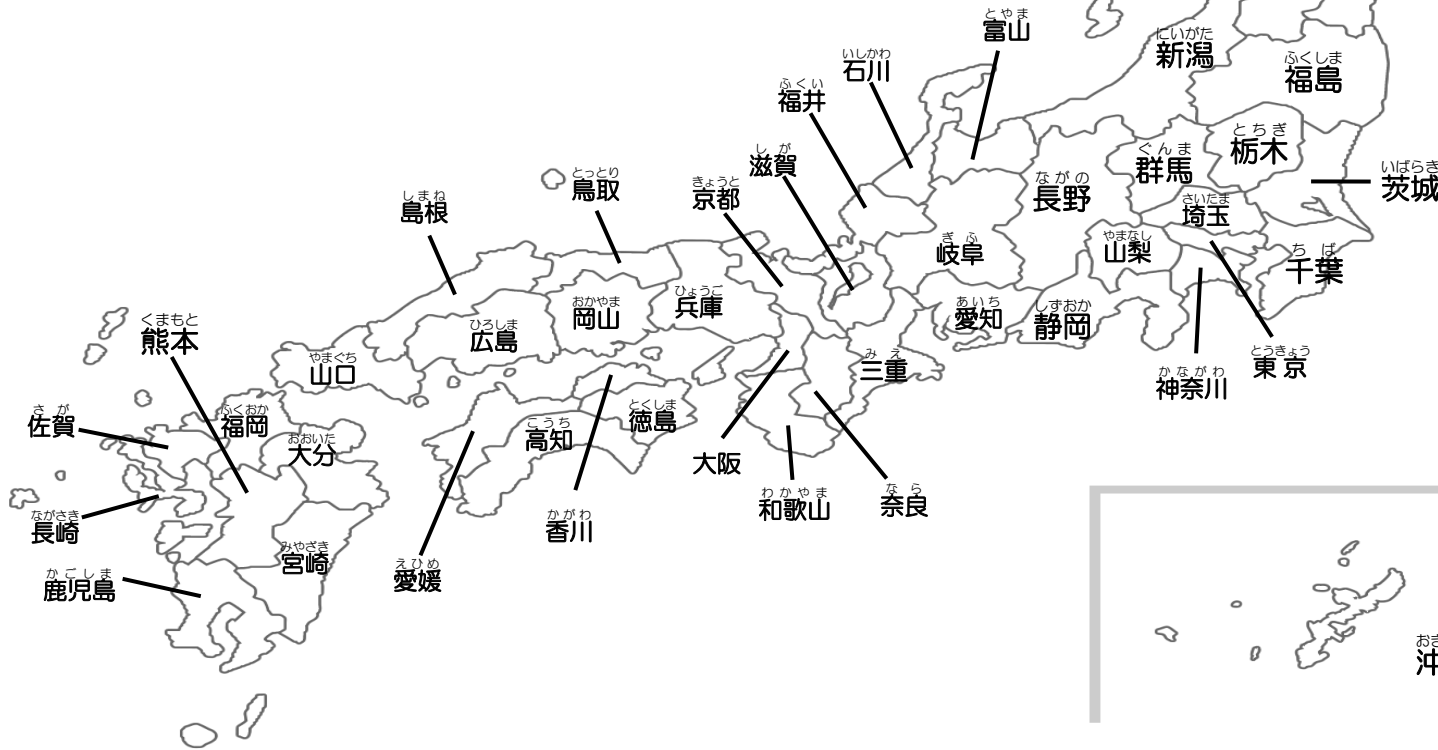 とやま
富山
にいがた
新潟
ふくしま
福島
いしかわ
石川
ふくい
福井
とちぎ
栃木
ぐんま
群馬
いばらき
茨城
しが
滋賀
ながの
長野
さいたま
埼玉
とっとり
鳥取
きょうと
京都
しまね
島根
ぎふ
岐阜
やまなし
山梨
ちば
千葉
ひょうご
兵庫
おかやま
岡山
あいち
愛知
しずおか
静岡
くまもと
熊本
ひろしま
広島
やまぐち
山口
みえ
三重
とうきょう
東京
かながわ
神奈川
さが
佐賀
ふくおか
福岡
おおいた
大分
とくしま
徳島
こうち
高知
大阪
わかやま
和歌山
なら
奈良
ながさき
長崎
かがわ
香川
みやざき
宮崎
えひめ
愛媛
かごしま
鹿児島
おき
沖